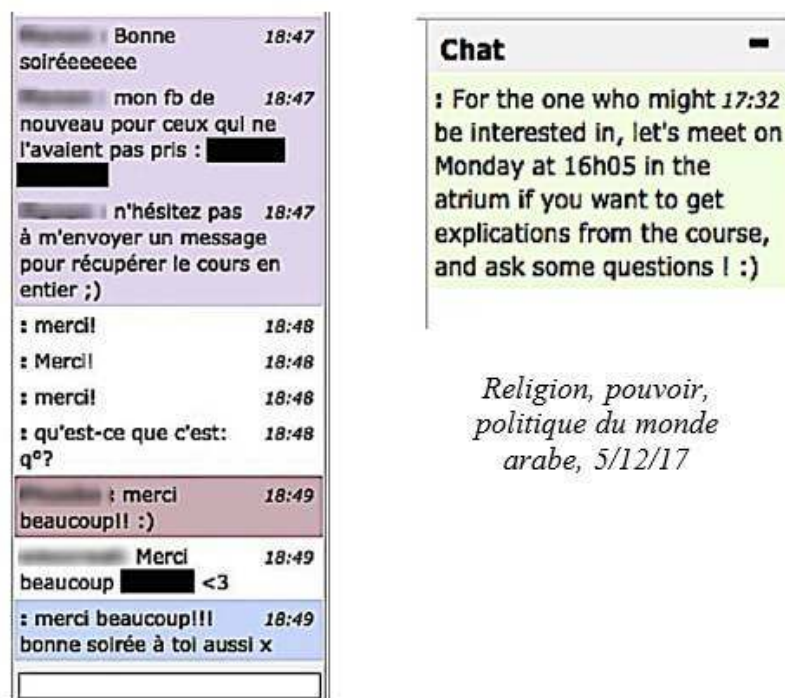 : Bonne 18:47
soiréeeeeee
: mon fb de 18:47
nouveau pour ceux qui ne
l'avaient pas pris :
: n'hésitez pas 18:47
à m'envoyer un message
pour récupérer le cours en
entier ;)
: merci! 18:48
: Merci! 18:48
: merci! 18:48
: qu'est-ce que c'est: 18:48
q°?
: merci 18:49
beaucoup!! :)
Merci 18:49
beaucoup <3
: merci beaucoup!!! 18:49
bonne soirée à toi aussi x
Chat -
: For the one who might 17:32
be interested in, let's meet on
Monday at 16h05 in the
atrium if you want to get
explications from the course,
and ask some questions ! :)
Religion, pouvoir,
politique du monde
arabe, 5/12/17